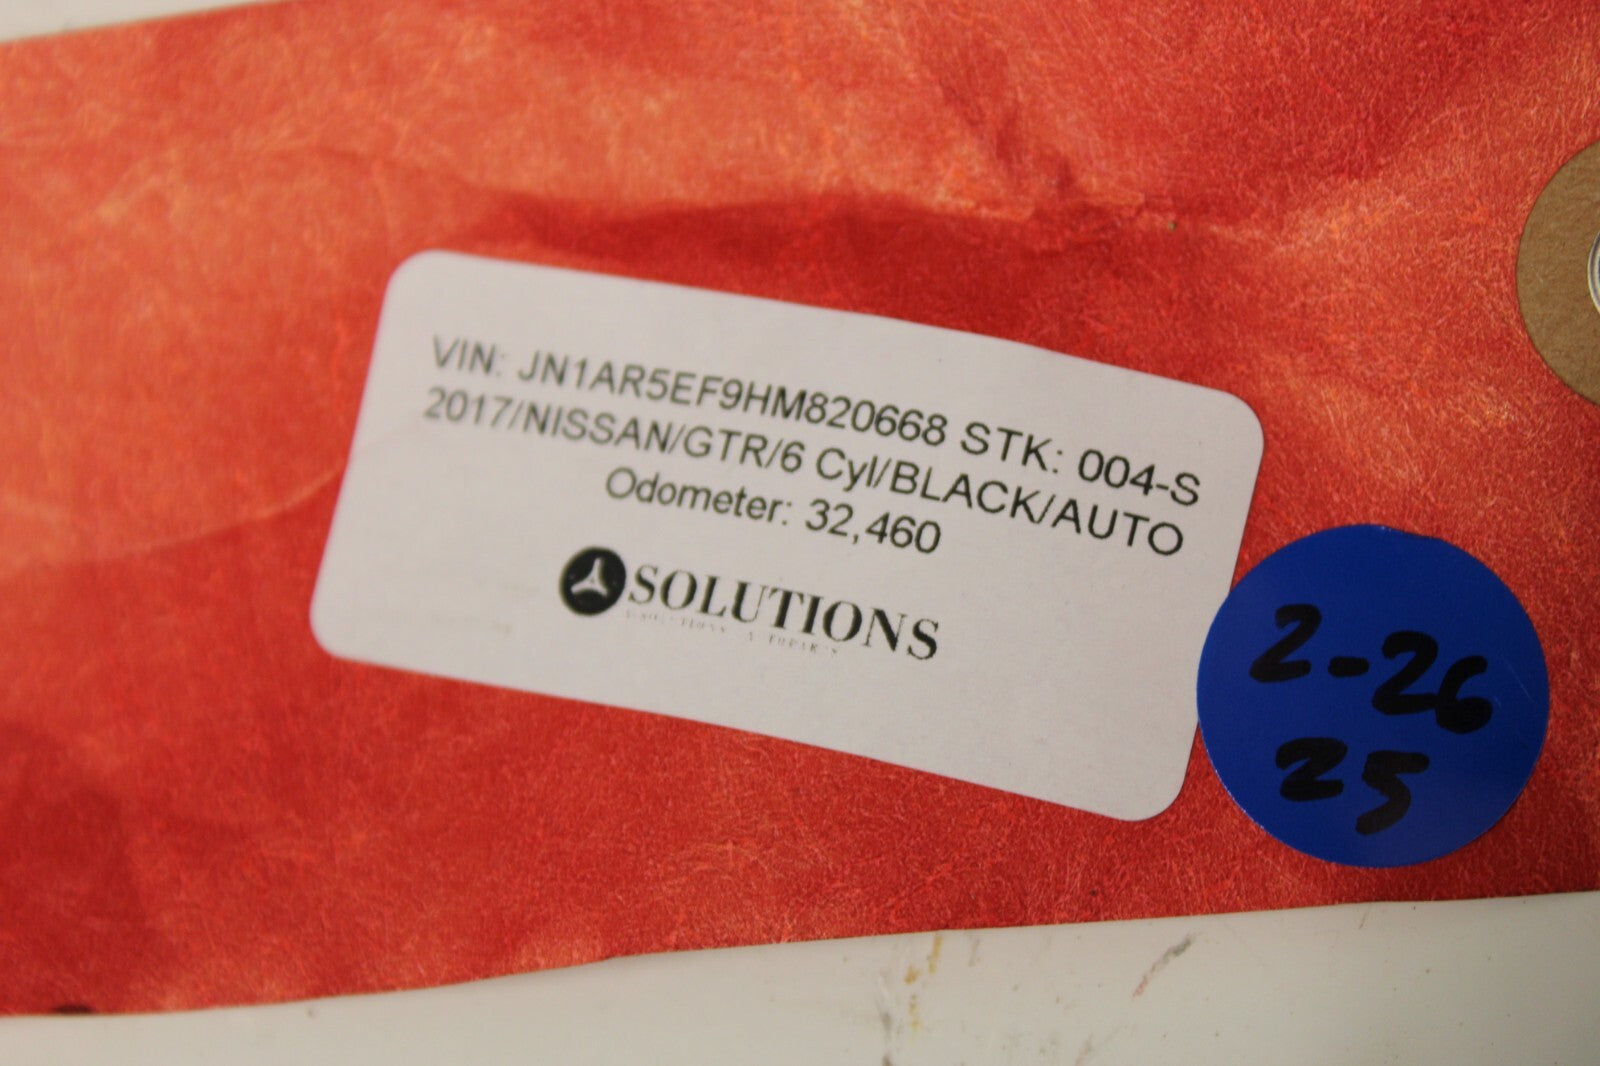 VIN: JN1AR5EF9HM820668 STK: 004-S
2017/NISSAN/GTR/6 Cyl/BLACK/AUTO
Odometer: 32,460
SOLUTIONS
2-26
25